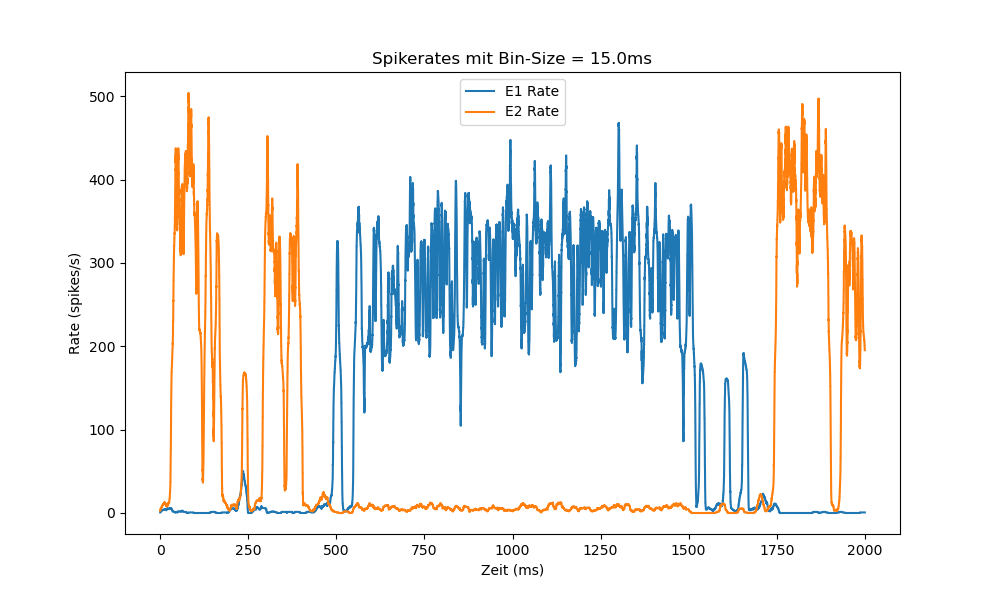 Spikerates mit Bin-Size = 15.0ms
E1 Rate
E2 Rate
500
400
300
200
100
0
Rate (spikes/s)
0 250 500 750 1000 1250 1500 1750 2000
Zeit (ms)